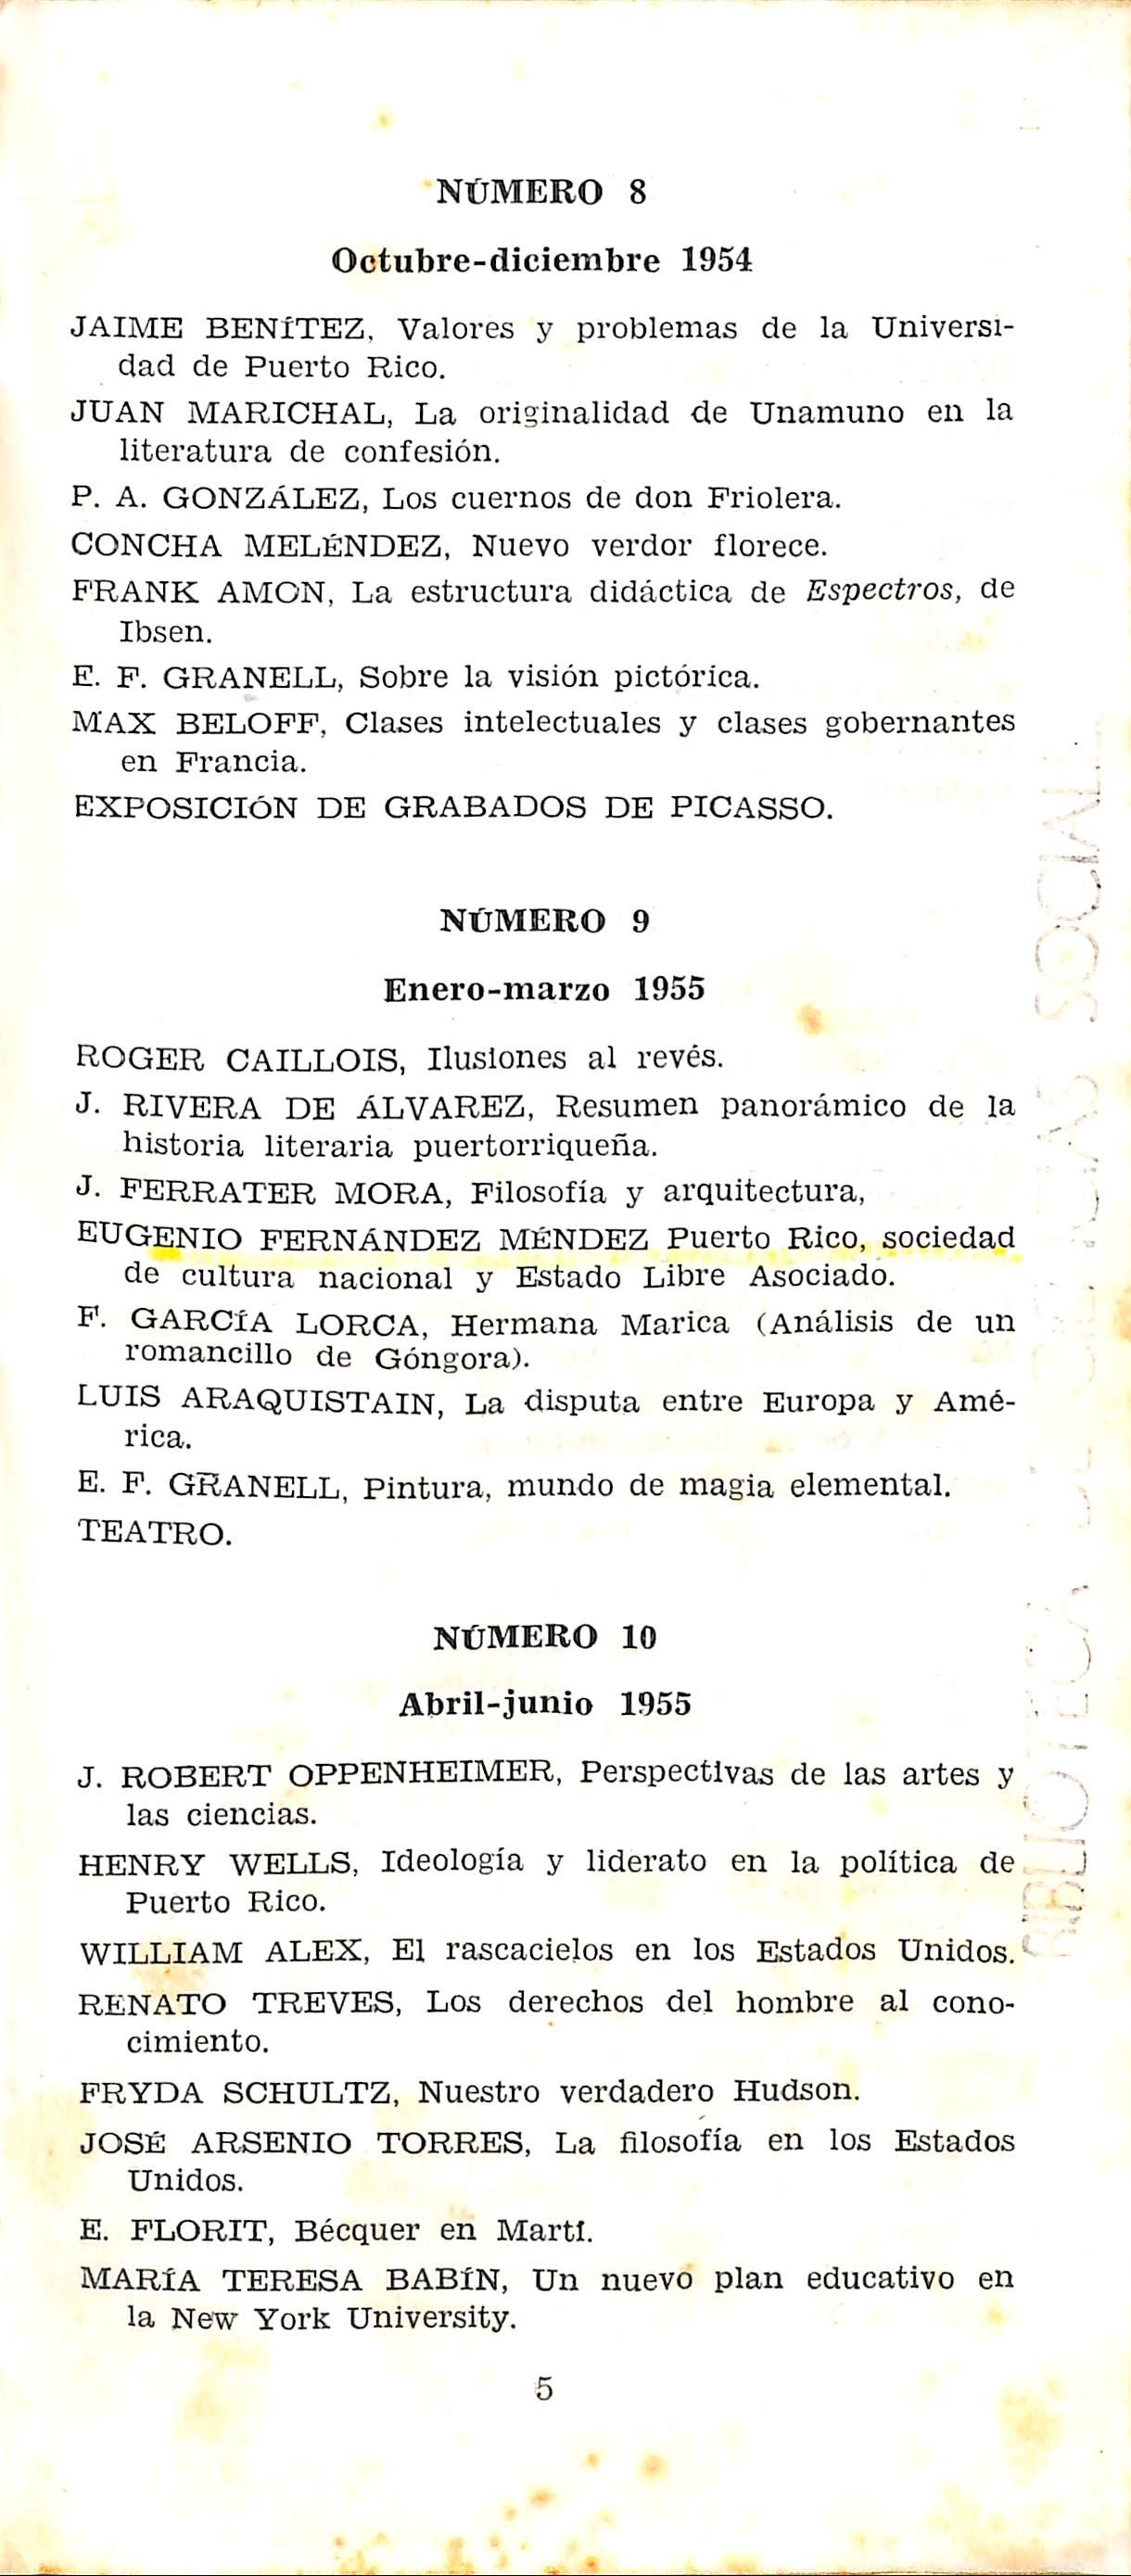 NÚMERO 8
Octubre-diciembre 1954
JAIME BENÍTEZ, Valores y problemas de la Universi-
dad de Puerto Rico.
JUAN MARICHAL, La originalidad de Unamuno en la
literatura de confesión.
P. A. GONZÁLEZ, Los cuernos de don Friolera.
CONCHA MELÉNDEZ, Nuevo verdor florece.
FRANK AMON, La estructura didáctica de Espectros, de
Ibsen.
E. F. GRANELL, Sobre la visión pictórica.
MAX BELOFF, Clases intelectuales y clases gobernantes
en Francia.
EXPOSICIÓN DE GRABADOS DE PICASSO.
NÚMERO 9
Enero-marzo 1955
ROGER CAILLOIS, Ilusiones al revés.
J. RIVERA DE ÁLVAREZ, Resumen panorámico de la
historia literaria puertorriqueña.
J. FERRATER MORA, Filosofía y arquitectura,
EUGENIO FERNÁNDEZ MÉNDEZ Puerto Rico, sociedad
de cultura nacional y Estado Libre Asociado.
F. GARCÍA LORCA, Hermana Marica (Análisis de un
romancillo de Góngora).
LUIS ARAQUISTAIN, La disputa entre Europa y Amé-
rica.
E. F. GRANELL, Pintura, mundo de magia elemental.
TEATRO.
NÚMERO 10
Abril-junio 1955
J. ROBERT OPPENHEIMER, Perspectivas de las artes y
las ciencias.
HENRY WELLS, Ideología y liderato en la política de
Puerto Rico.
WILLIAM ALEX, El rascacielos en los Estados Unidos.
RENATO TREVES, Los derechos del hombre al cono-
cimiento.
FRYDA SCHULTZ, Nuestro verdadero Hudson.
JOSÉ ARSENIO TORRES, La filosofía en los Estados
Unidos.
E. FLORIT, Bécquer en Martí.
MARÍA TERESA BABÍN, Un nuevo plan educativo en
la New York University.
5
BIBLIOTECA SOCIALE